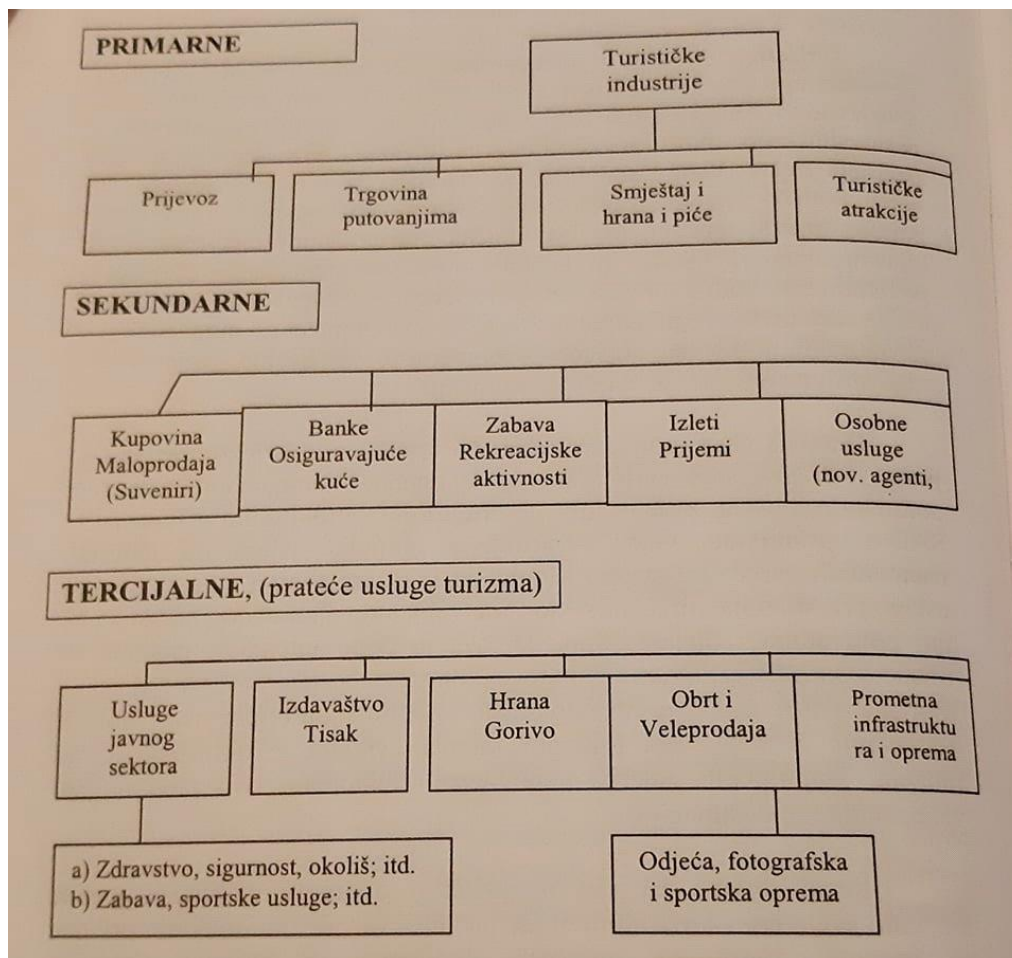 PRIMARNE
Turističke
industrije
Prijevoz
Trgovina
putovanjima
Smještaj i
hrana i piće
Turističke
atrakcije
SEKUNDARNE
Kupovina
Maloprodaja
(Suveniri)
Banke
Osiguravajuće
kuće
Zabava
Rekreacijske
aktivnosti
Izleti
Prijemi
Osobne
usluge
(nov. agenti,
TERCIJALNE, (prateće usluge turizma)
Usluge
javnog
sektora
Izdavaštvo
Tisak
Hrana
Gorivo
Obrt i
Veleprodaja
Prometna
infrastruktu
ra i oprema
a) Zdravstvo, sigurnost, okoliš; itd.
b) Zabava, sportske usluge; itd.
Odjeća, fotografska
i sportska oprema